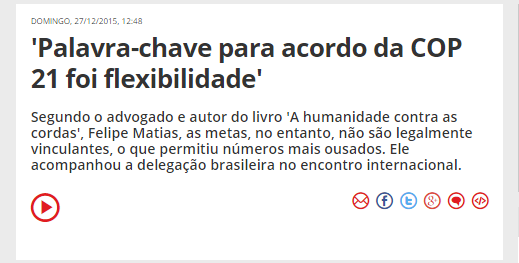 DOMINGO, 27/12/2015, 12:48
'Palavra-chave para acordo da COP
21 foi flexibilidade'
Segundo o advogado e autor do livro 'A humanidade contra as
cordas', Felipe Matias, as metas, no entanto, não são legalmente
vinculantes, o que permitiu números mais ousados. Ele
acompanhou a delegação brasileira no encontro internacional.